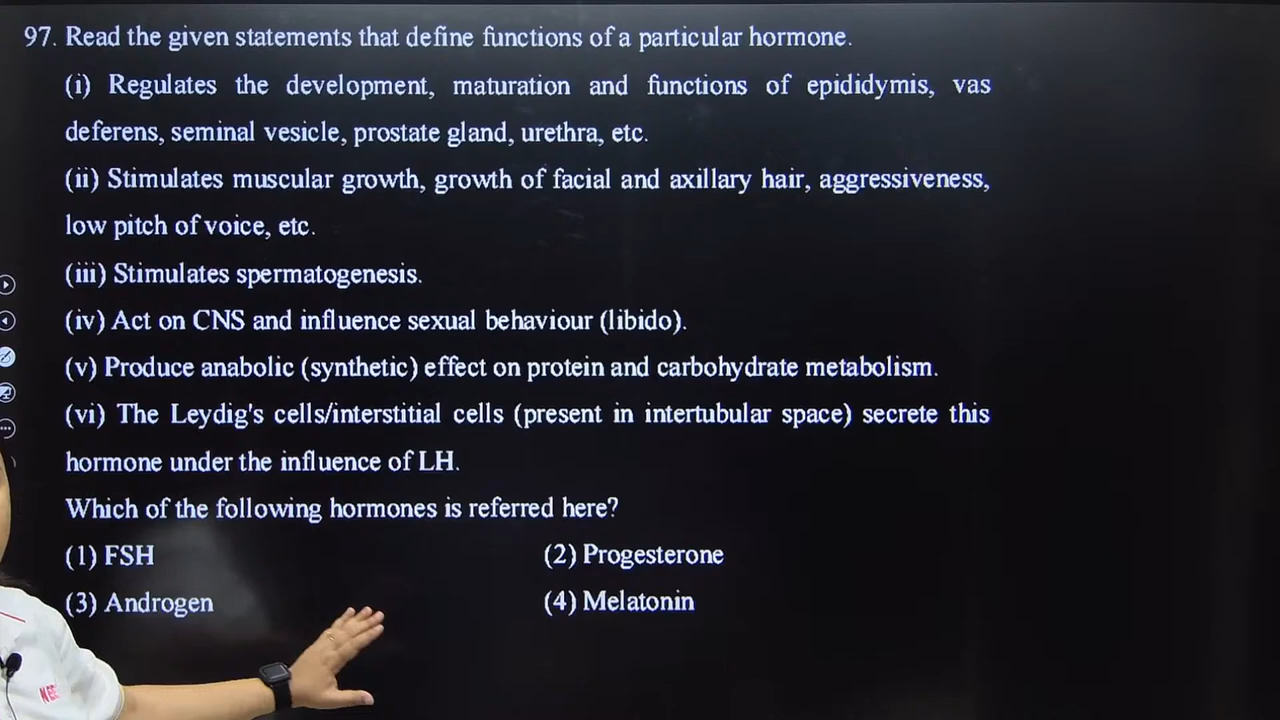 97. Read the given statements that define functions of a particular hormone.
(i) Regulates the development, maturation and functions of epididymis, vas
deferens, seminal vesicle, prostate gland, urethra, etc.
(ii) Stimulates muscular growth, growth of facial and axillary hair, aggressiveness,
low pitch of voice, etc.
(iii) Stimulates spermatogenesis.
(iv) Act on CNS and influence sexual behaviour (libido).
(v) Produce anabolic (synthetic) effect on protein and carbohydrate metabolism.
(vi) The Leydig's cells/interstitial cells (present in intertubular space) secrete this
hormone under the influence of LH.
Which of the following hormones is referred here?
(1) FSH (2) Progesterone
(3) Androgen (4) Melatonin